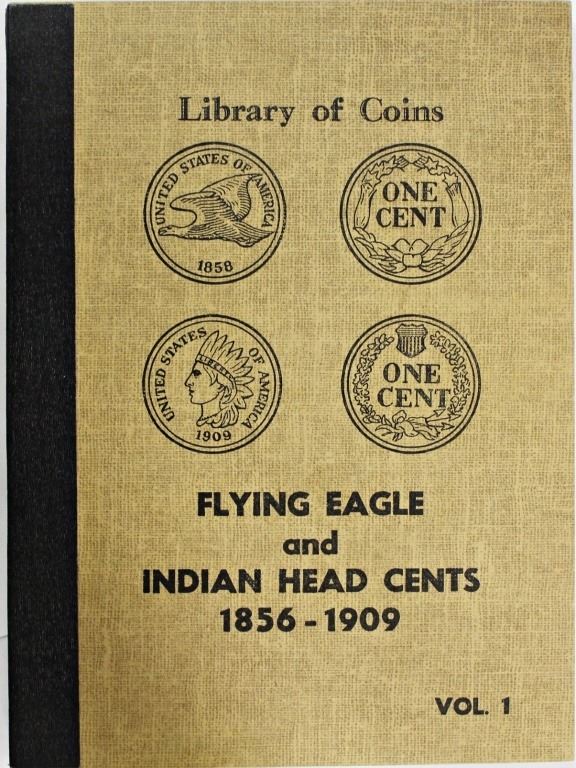 Library of Coins
UNITED STATES OF AMERICA
1858
ONE
CENT
UNITED STATES OF AMERICA
1909
ONE
CENT
FLYING EAGLE
and
INDIAN HEAD CENTS
1856-1909
VOL. 1